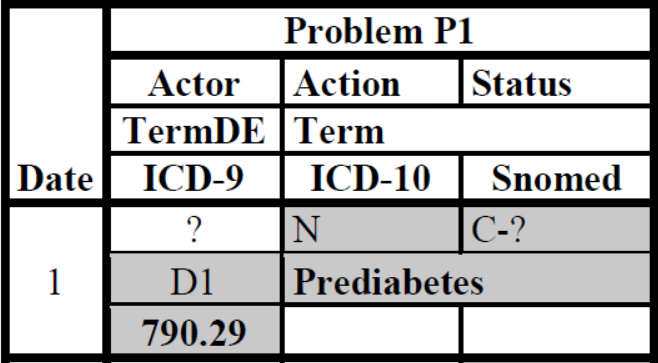 Problem P1
Actor Action Status
TermDE Term
Date ICD-9 ICD-10 Snomed
? N C-?
1 D1 Prediabetes
790.29